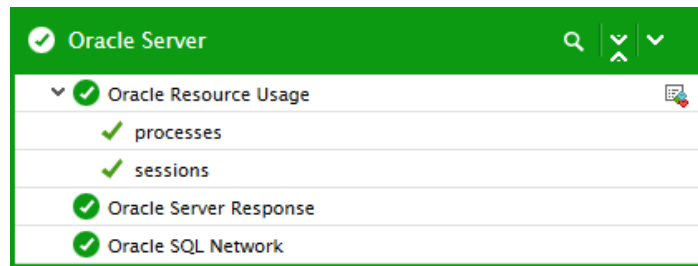 Oracle Server
Oracle Resource Usage
processes
sessions
Oracle Server Response
Oracle SQL Network